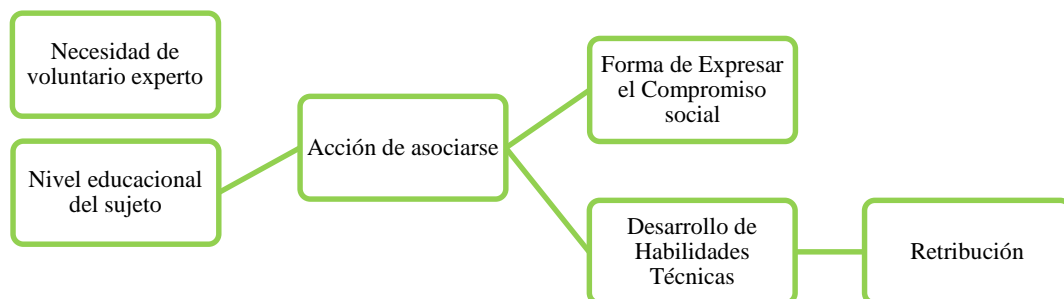 Necesidad de
voluntario experto
Nivel educacional
del sujeto
Acción de asociarse
Forma de Expresar
el Compromiso
social
Desarrollo de
Habilidades
Técnicas
Retribución